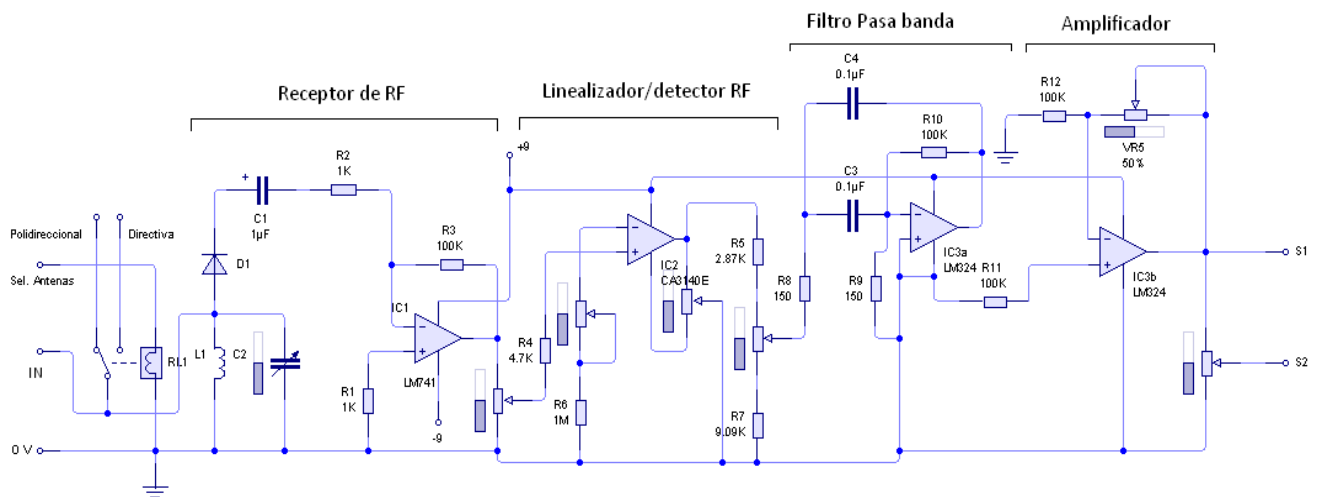 Receptor de RF
Linealizador/detector RF
Filtro Pasa banda
Amplificador
Polidireccional
Directiva
Sel. Antenas
IN
0 V
RL1
D1
L1
C2
C1
1µF
R2
1K
R3
100K
IC1
LM741
R1
1K
-9
+9
R4
4.7K
R6
1M
IC2
CA3140E
R5
2.87K
R7
9.09K
R8
150
C4
0.1µF
C3
0.1µF
R10
100K
R9
150
IC3a
LM324
R11
100K
R12
100K
VR5
50%
IC3b
LM324
S1
S2